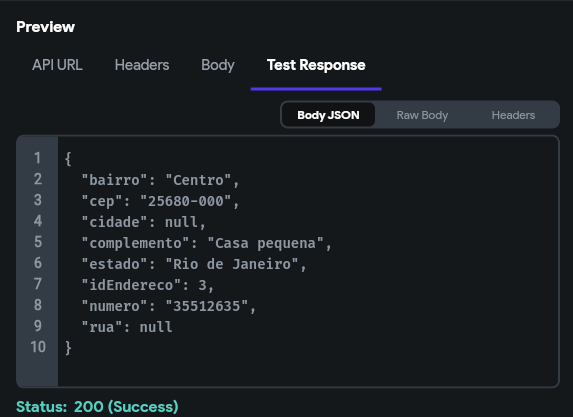 Preview
API URL Headers Body Test Response
Body JSON Raw Body Headers
1 {
2 "bairro": "Centro",
3 "cep": "25680-000",
4 "cidade": null,
5 "complemento": "Casa pequena",
6 "estado": "Rio de Janeiro",
7 "idEndereco": 3,
8 "numero": "35512635",
9 "rua": null
10 }
Status: 200 (Success)